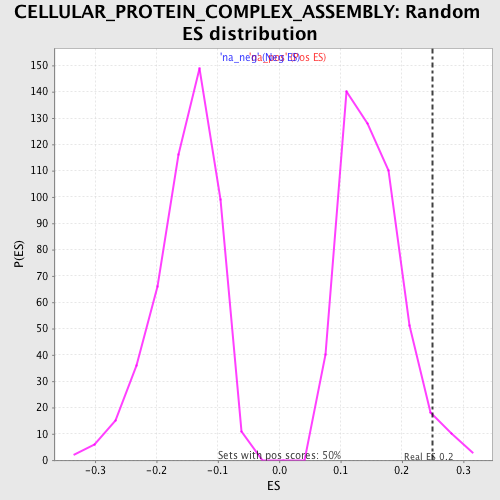 CELLULAR_PROTEIN_COMPLEX_ASSEMBLY: Random
ES distribution
'na_neg' (Neg ES)
'na_pos' (Pos ES)
150
140
130
120
110
100
90
80
70
60
50
40
30
20
10
0
P(ES)
Sets with pos scores: 50%
Real ES 0.2
-0.3 -0.2 -0.1 0.0 0.1 0.2 0.3
ES